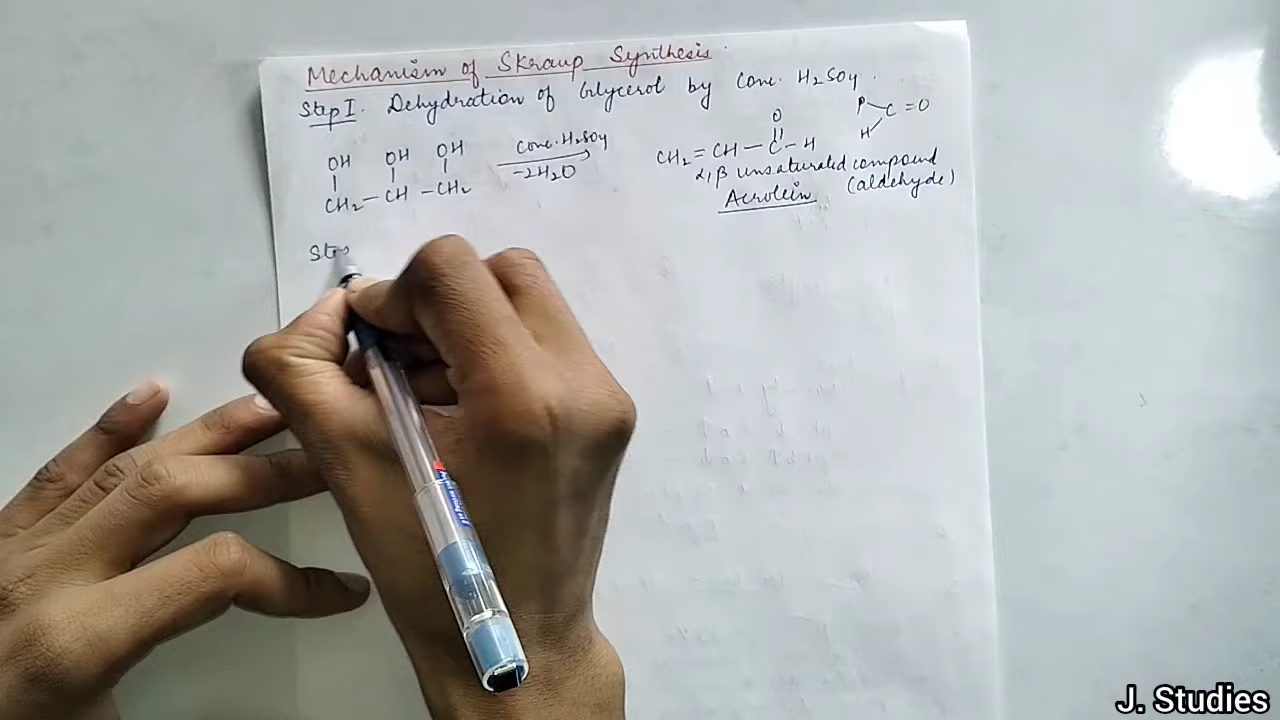 Mechanism of Skraup Synthesis
Step I. Dehydration of Glycerol by Conc. H2SO4.
OH OH OH
CH2 – CH – CH2
Conc. H2SO4
-2H2O
O
CH2 = CH – C – H
α,β unsaturated compound
(aldehyde)
Acrolein
R C = O
H
Step
J. Studies